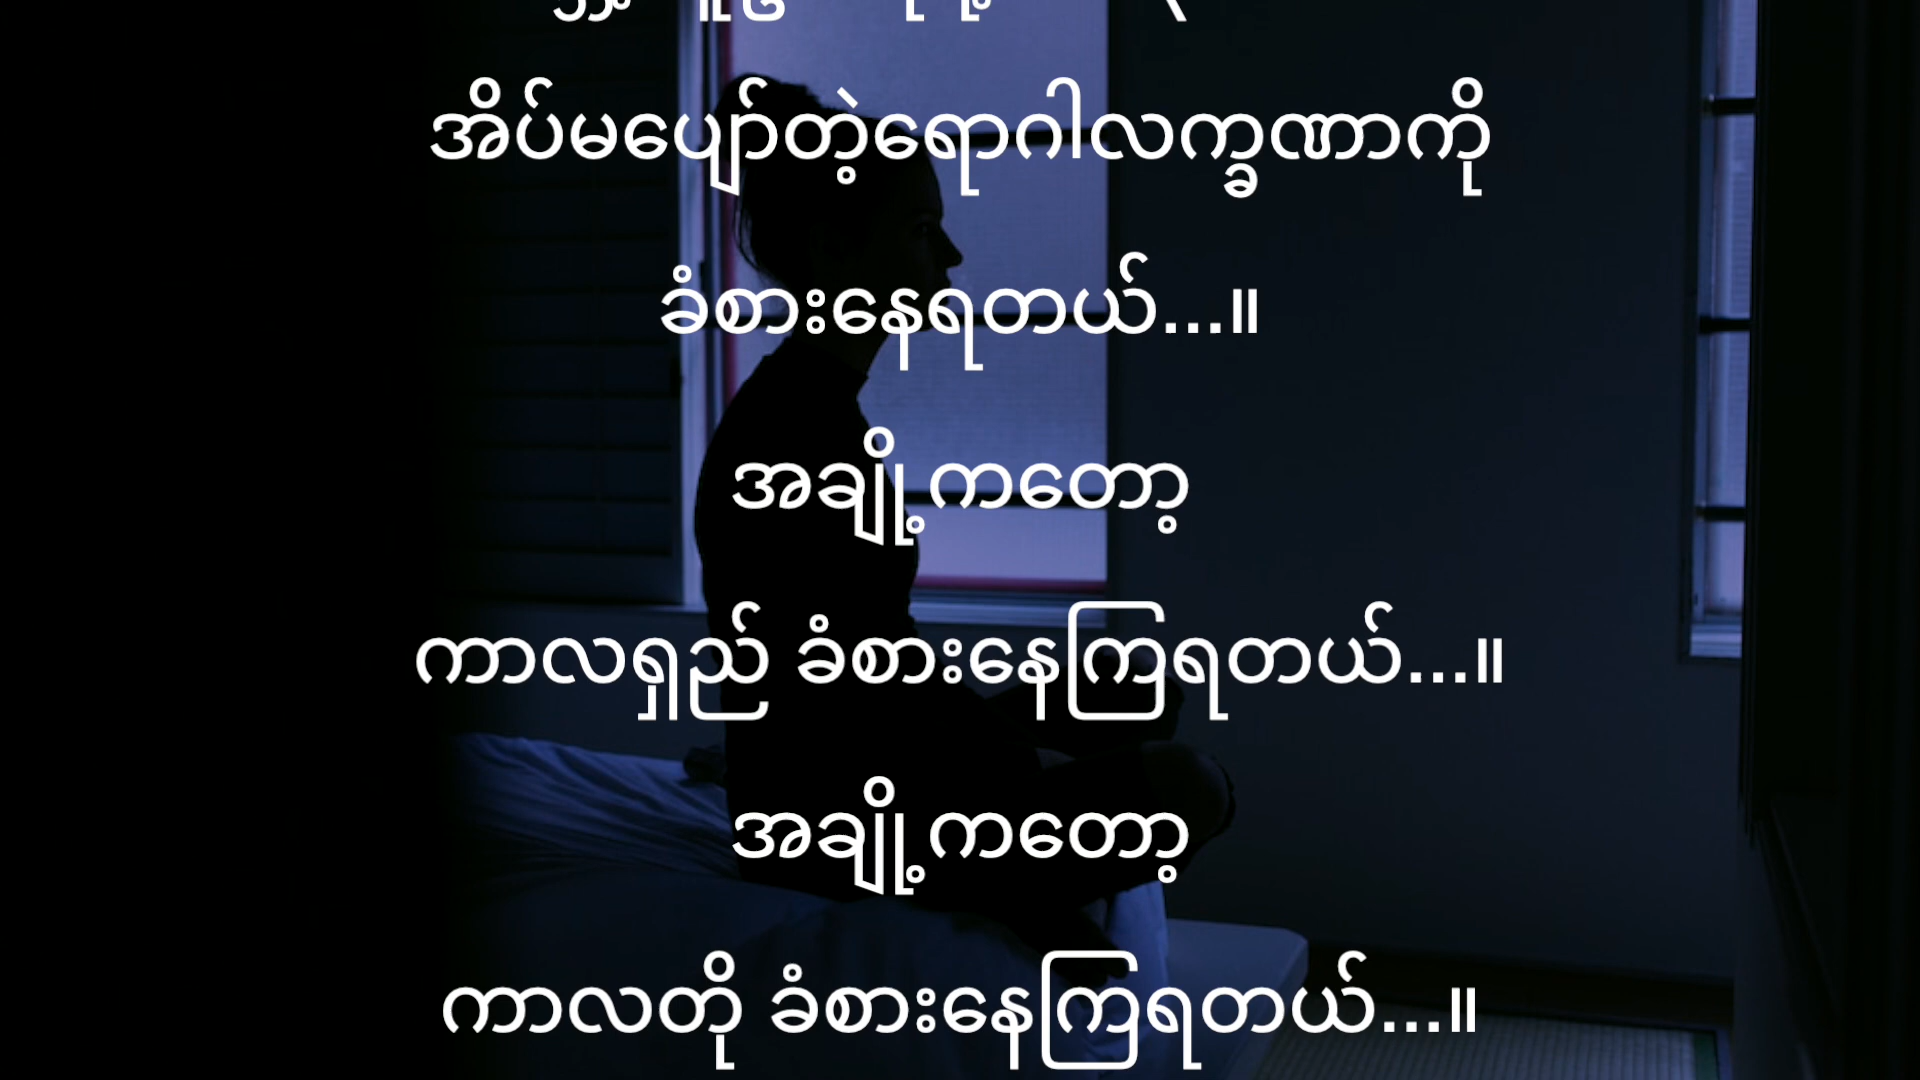 အိပ်မပျော်တဲ့ရောဂါလက္ခဏာကို
ခံစားနေရတယ်...။
အချို့ကတော့
ကာလရှည် ခံစားနေကြရတယ်...။
အချို့ကတော့
ကာလတို ခံစားနေကြရတယ်...။